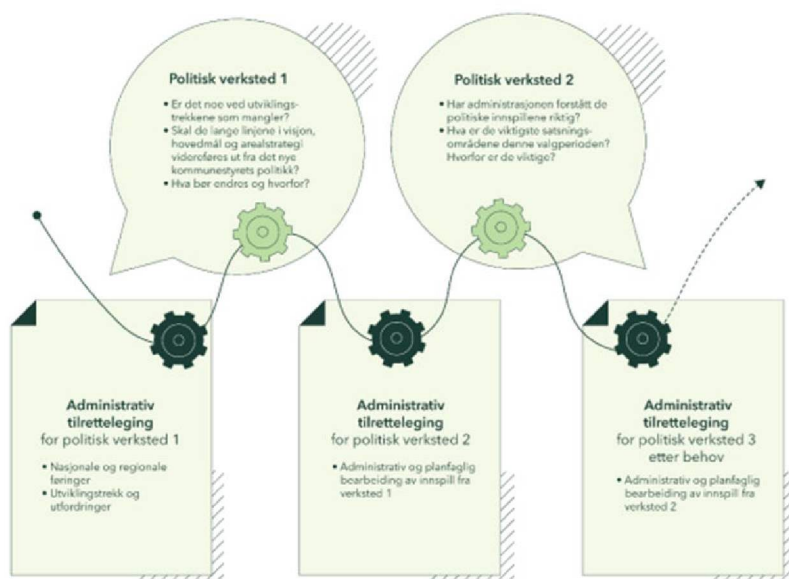 Politisk verksted 1
• Er det noe ved utviklings-
trekkene som mangler?
• Skal de lange linjene i visjon,
hovedmål og arealstrategi
videreføres ut fra det nye
kommunestyrets politikk?
• Hva bør endres og hvorfor?
Politisk verksted 2
• Har administrasjonen forstått de
politiske innspillene riktig?
• Hva er de viktigste satsnings-
områdene denne valgperioden?
Hvorfor er de viktige?
Administrativ
tilretteleging
for politisk verksted 1
• Nasjonale og regionale
føringer
• Utviklingstrekk og
utfordringer
Administrativ
tilretteleging
for politisk verksted 2
• Administrativ og planfaglig
bearbeiding av innspill fra
verksted 1
Administrativ
tilretteleging
for politisk verksted 3
etter behov
• Administrativ og planfaglig
bearbeiding av innspill fra
verksted 2